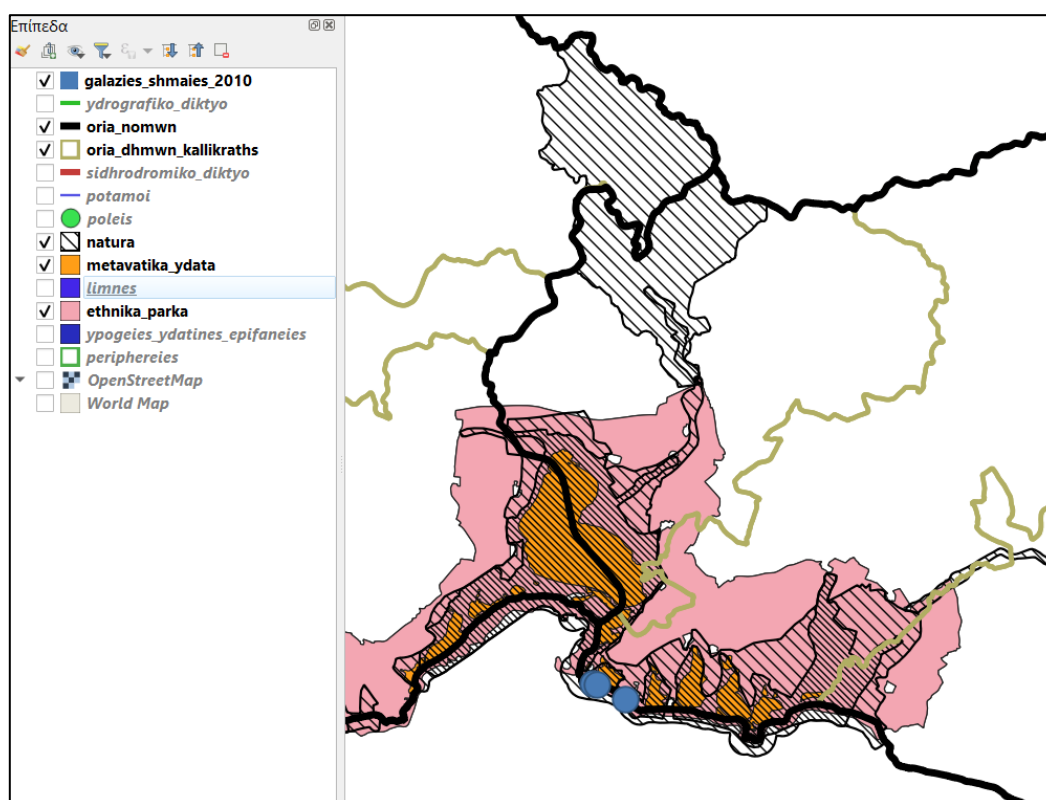 Επίπεδα
galazies_shmaies_2010
ydrografiko_diktyo
oria_nomwn
oria_dhmwn_kallikraths
sidhrodromiko_diktyo
potamoi
poleis
natura
metavatika_ydata
limnes
ethnika_parka
ypogeies_ydatines_epifaneies
periphereies
OpenStreetMap
World Map